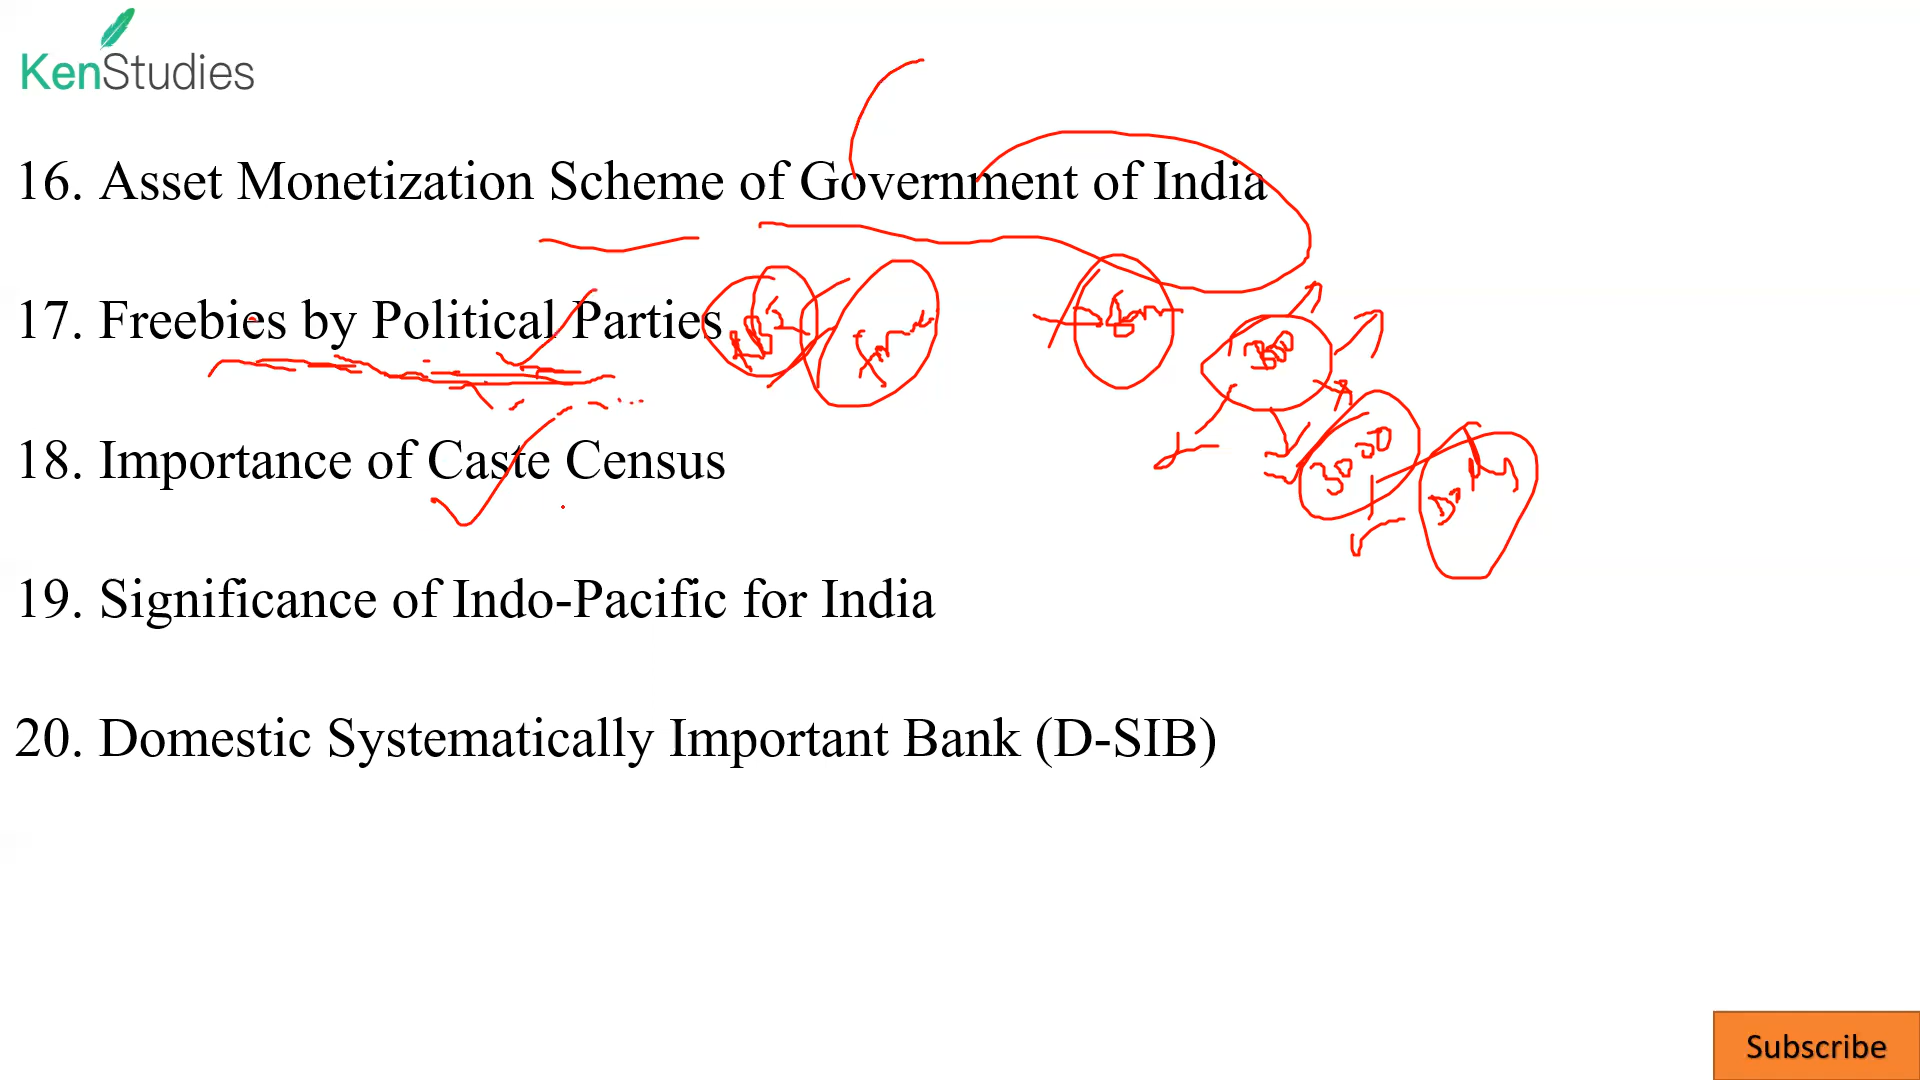 KenStudies
16. Asset Monetization Scheme of Government of India
17. Freebies by Political Parties
18. Importance of Caste Census
3030
19. Significance of Indo-Pacific for India
20. Domestic Systematically Important Bank (D-SIB)
Subscribe